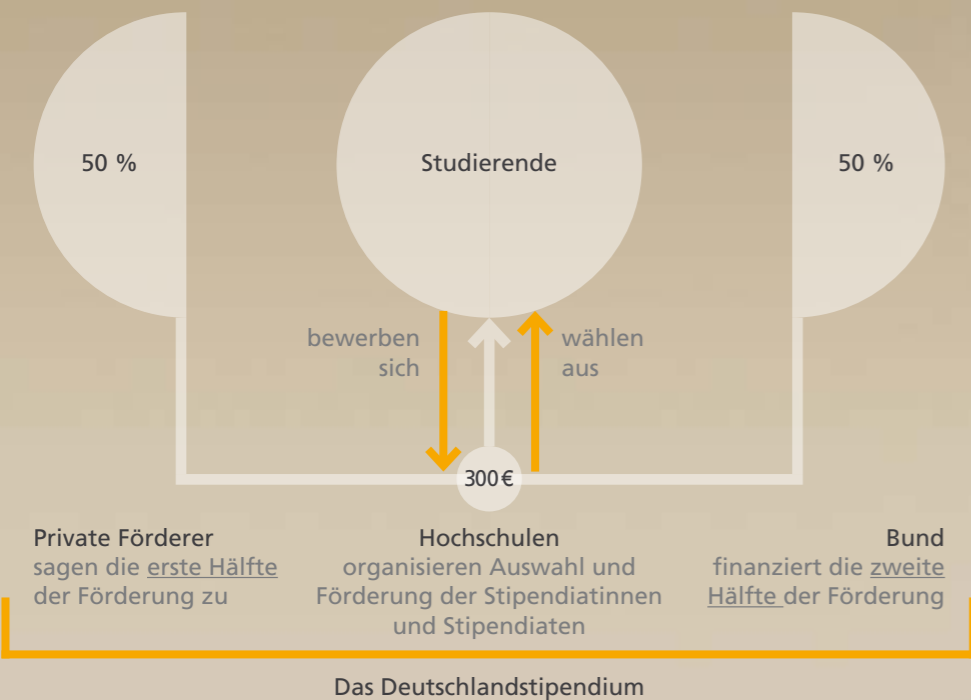 50 %
Studierende
50 %
bewerben
sich
wählen
aus
300 €
Private Förderer
sagen die erste Hälfte
der Förderung zu
Hochschulen
organisieren Auswahl und
Förderung der Stipendiatinnen
und Stipendiaten
Bund
finanziert die zweite
Hälfte der Förderung
Das Deutschlandstipendium